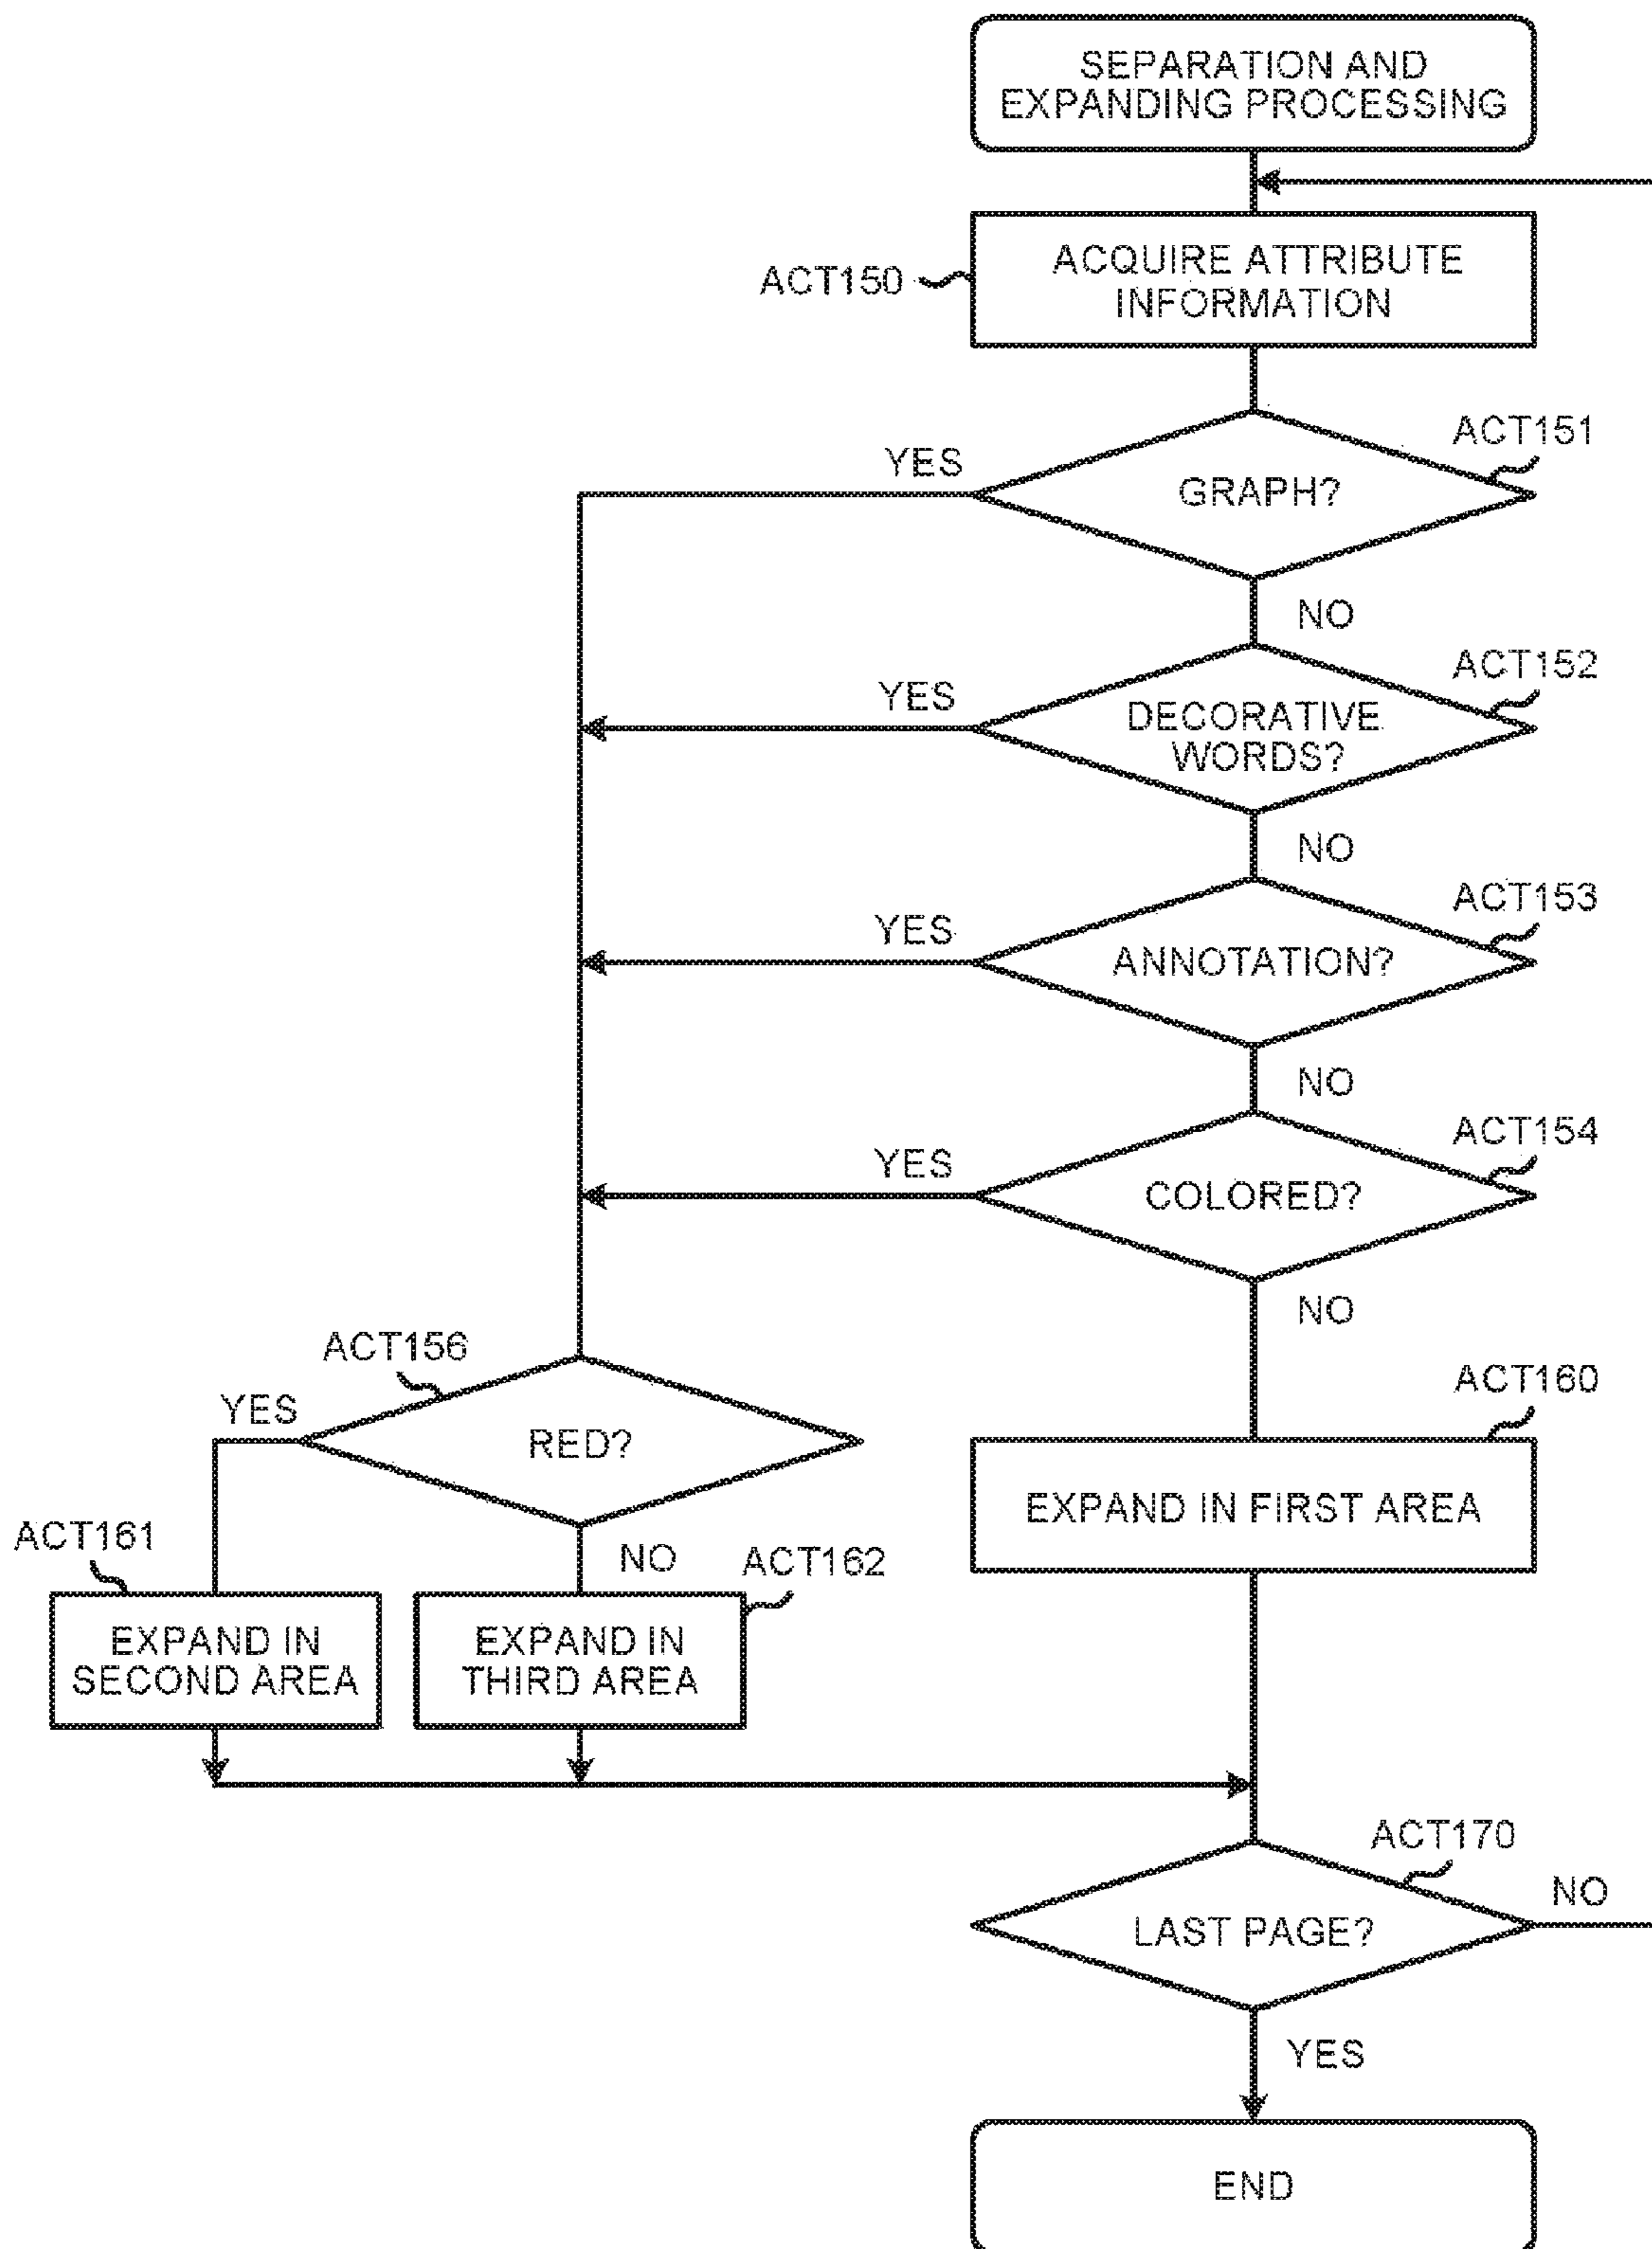 SEPARATION AND
EXPANDING PROCESSING
ACT150
ACQUIRE ATTRIBUTE
INFORMATION
ACT151
YES
GRAPH?
NO
ACT152
YES
DECORATIVE
WORDS?
NO
ACT153
YES
ANNOTATION?
NO
ACT154
YES
COLORED?
NO
ACT156
YES
RED?
ACT160
EXPAND IN FIRST AREA
ACT161
NO
ACT162
EXPAND IN
SECOND AREA
EXPAND IN
THIRD AREA
ACT170
NO
LAST PAGE?
YES
END